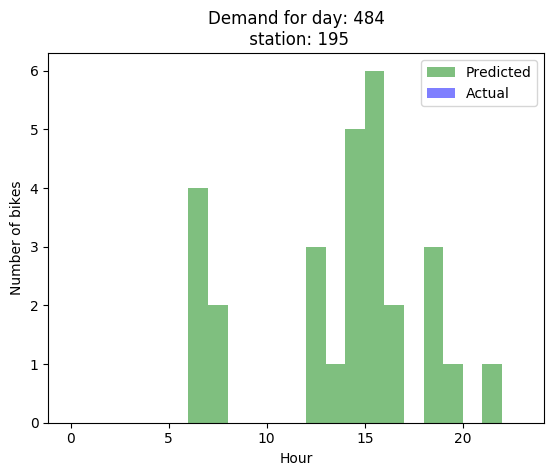 Demand for day: 484
station: 195
Predicted
Actual
Number of bikes
6
5
4
3
2
1
0
0 5 10 15 20
Hour